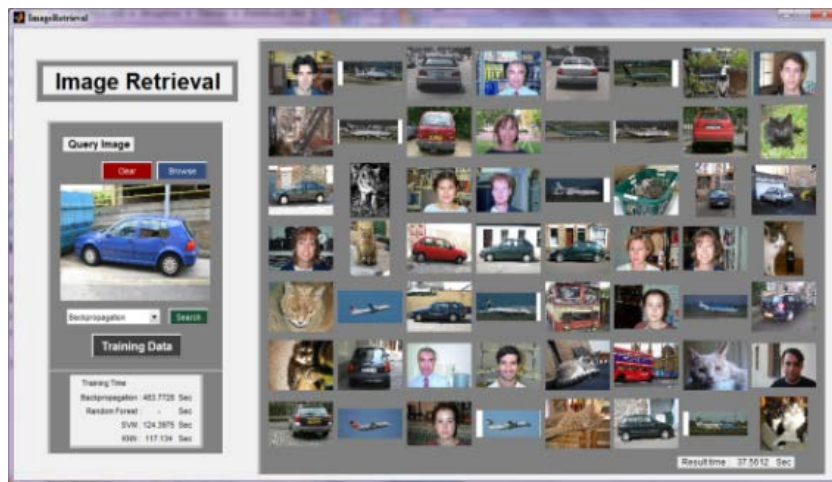 ImageRetrieval
Image Retrieval
Query Image
Clear
Browse
Backpropagation
Search
Training Data
Training Time
Backpropagation : 483.7728 Sec
Random Forest : - Sec
SVM : 124.3975 Sec
KNN : 117.134 Sec
Result time : 37.5612 Sec